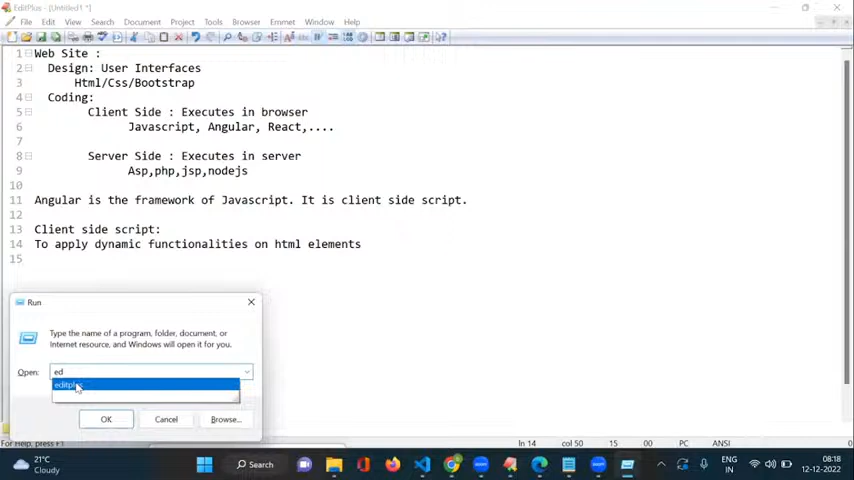 EditPlus - [Untitled1 *]
File Edit View Search Document Project Tools Browser Emmet Window Help
1 Web Site :
2 Design: User Interfaces
3 Html/Css/Bootstrap
4 Coding:
5 Client Side : Executes in browser
6 Javascript, Angular, React,....
7
8 Server Side : Executes in server
9 Asp,php,jsp,nodejs
10
11 Angular is the framework of Javascript. It is client side script.
12
13 Client side script:
14 To apply dynamic functionalities on html elements
15
Run
Type the name of a program, folder, document, or
Internet resource, and Windows will open it for you.
Open: ed
editplus
OK Cancel Browse...
For Help, press F1 ln 14 col 50 15 00 PC ANSI
21°C
Cloudy
Search
ENG
IN
08:18
12-12-2022